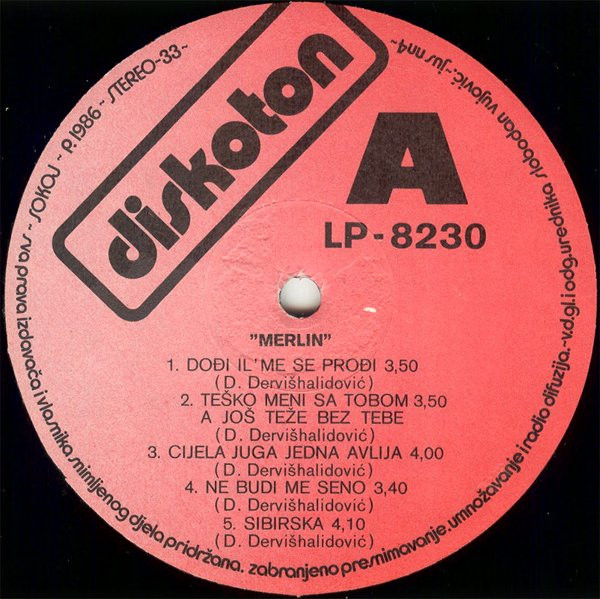 diskoton
A
LP-8230
"MERLIN"
1. DOĐI IL'ME SE PROĐI 3,50
(D. Dervišhalidović)
2. TEŠKO MENI SA TOBOM 3,50
A JOŠ TEŽE BEZ TEBE
(D. Dervišhalidović)
3. CIJELA JUGA JEDNA AVLIJA 4,00
(D. Dervišhalidović)
4. NE BUDI ME SENO 3,40
(D. Dervišhalidović)
5. SIBIRSKA 4,10
(D. Dervišhalidović)
STEREO-33 - p.1986 - SOKOJ - sva prava izdavača i vlasnika snimljenog djela pridržana. zabranjeno presnimavanje, umnožavanje i radio difuzija. - v.d.gl.i odg.urednika slobodan vujović.-jus nn4-